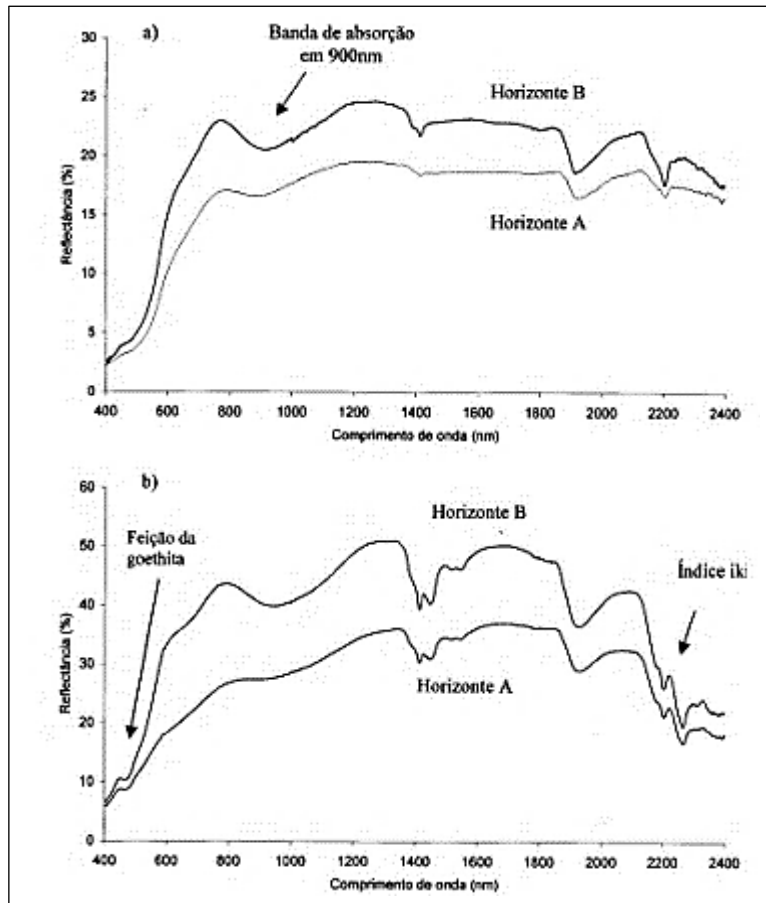 a)
Banda de absorção
em 900nm
Horizonte B
Horizonte A
Reflectância (%)
30
25
20
15
10
5
0
400 600 800 1000 1200 1400 1600 1800 2000 2200 2400
Comprimento de onda (nm)
b)
Feição da
goethita
Horizonte B
Índice iki
Horizonte A
Reflectância (%)
60
50
40
30
20
10
0
400 600 800 1000 1200 1400 1600 1800 2000 2200 2400
Comprimento de onda (nm)